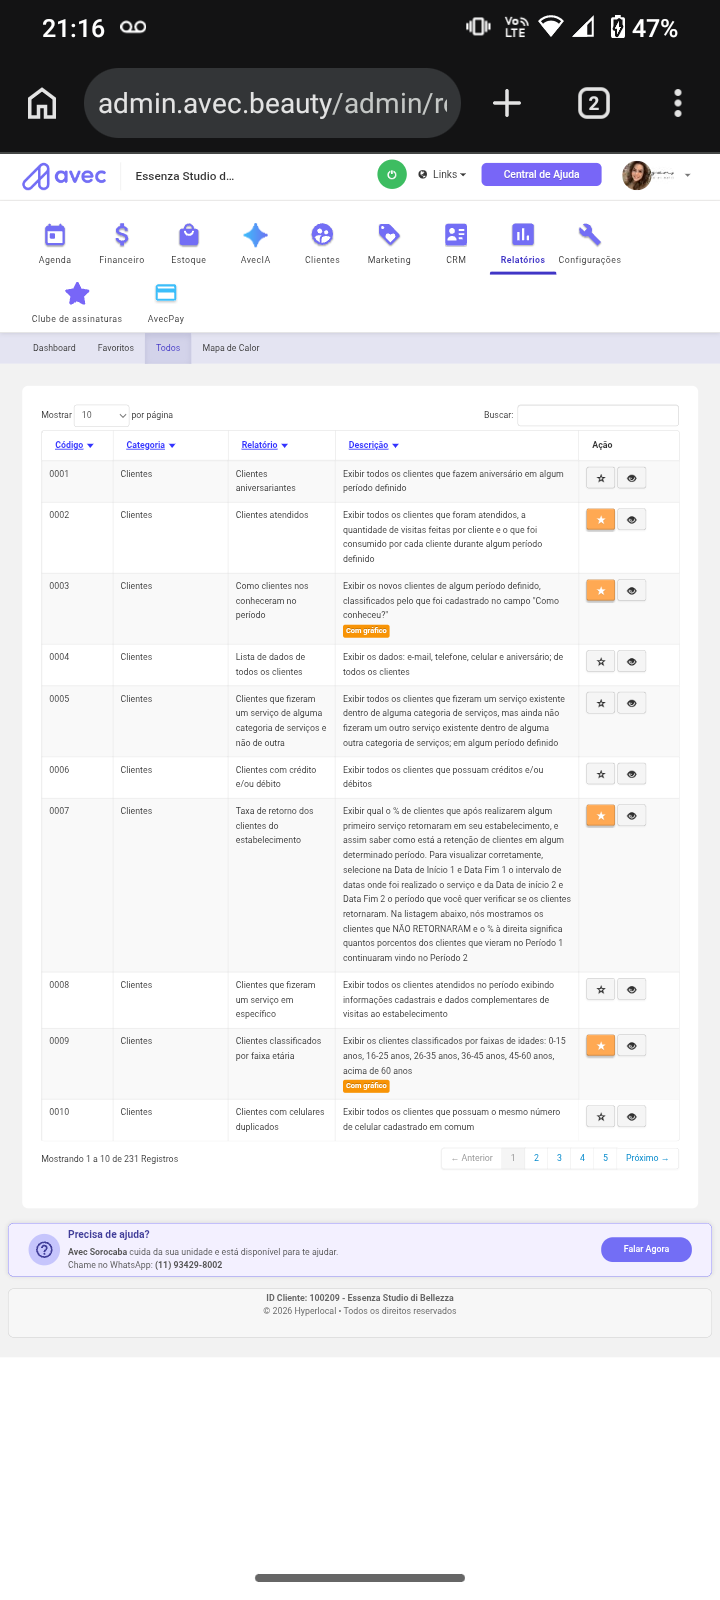 21:16
Vo
LTE
47%
admin.avec.beauty/admin/r
2
avec
Essenza Studio d...
Links
Central de Ajuda
Agenda
Financeiro
Estoque
AvecIA
Clientes
Marketing
CRM
Relatórios
Configurações
Clube de assinaturas
AvecPay
Dashboard
Favoritos
Todos
Mapa de Calor
Mostrar 10 por página
Buscar:
Código
Categoria
Relatório
Descrição
Ação
0001
Clientes
Clientes
aniversariantes
Exibir todos os clientes que fazem aniversário em algum
período definido
0002
Clientes
Clientes atendidos
Exibir todos os clientes que foram atendidos, a
quantidade de visitas feitas por cliente e o que foi
consumido por cada cliente durante algum período
definido
0003
Clientes
Como clientes nos
conheceram no
período
Exibir os novos clientes de algum período definido,
classificados pelo que foi cadastrado no campo "Como
conheceu?"
Com gráfico
0004
Clientes
Lista de dados de
todos os clientes
Exibir os dados: e-mail, telefone, celular e aniversário; de
todos os clientes
0005
Clientes
Clientes que fizeram
um serviço de alguma
categoria de serviços e
não de outra
Exibir todos os clientes que fizeram um serviço existente
dentro de alguma categoria de serviços, mas ainda não
fizeram um outro serviço existente dentro de alguma
outra categoria de serviços; em algum período definido
0006
Clientes
Clientes com crédito
e/ou débito
Exibir todos os clientes que possuam créditos e/ou
débitos
0007
Clientes
Taxa de retorno dos
clientes do
estabelecimento
Exibir qual o % de clientes que após realizarem algum
primeiro serviço retornaram em seu estabelecimento, e
assim saber como está a retenção de clientes em algum
determinado período. Para visualizar corretamente,
selecione na Data de Início 1 e Data Fim 1 o intervalo de
datas onde foi realizado o serviço e da Data de início 2 e
Data Fim 2 o período que você quer verificar se os clientes
retornaram. Na listagem abaixo, nós mostramos os
clientes que NÃO RETORNARAM e o % à direita significa
quantos porcentos dos clientes que vieram no Período 1
continuaram vindo no Período 2
0008
Clientes
Clientes que fizeram
um serviço em
específico
Exibir todos os clientes atendidos no período exibindo
informações cadastrais e dados complementares de
visitas ao estabelecimento
0009
Clientes
Clientes classificados
por faixa etária
Exibir os clientes classificados por faixas de idades: 0-15
anos, 16-25 anos, 26-35 anos, 36-45 anos, 45-60 anos,
acima de 60 anos
Com gráfico
0010
Clientes
Clientes com celulares
duplicados
Exibir todos os clientes que possuam o mesmo número
de celular cadastrado em comum
Mostrando 1 a 10 de 231 Registros
← Anterior 1 2 3 4 5 Próximo →
Precisa de ajuda?
Avec Sorocaba cuida da sua unidade e está disponível para te ajudar.
Chame no WhatsApp: (11) 93429-8002
Falar Agora
ID Cliente: 100209 - Essenza Studio di Bellezza
© 2026 Hyperlocal • Todos os direitos reservados